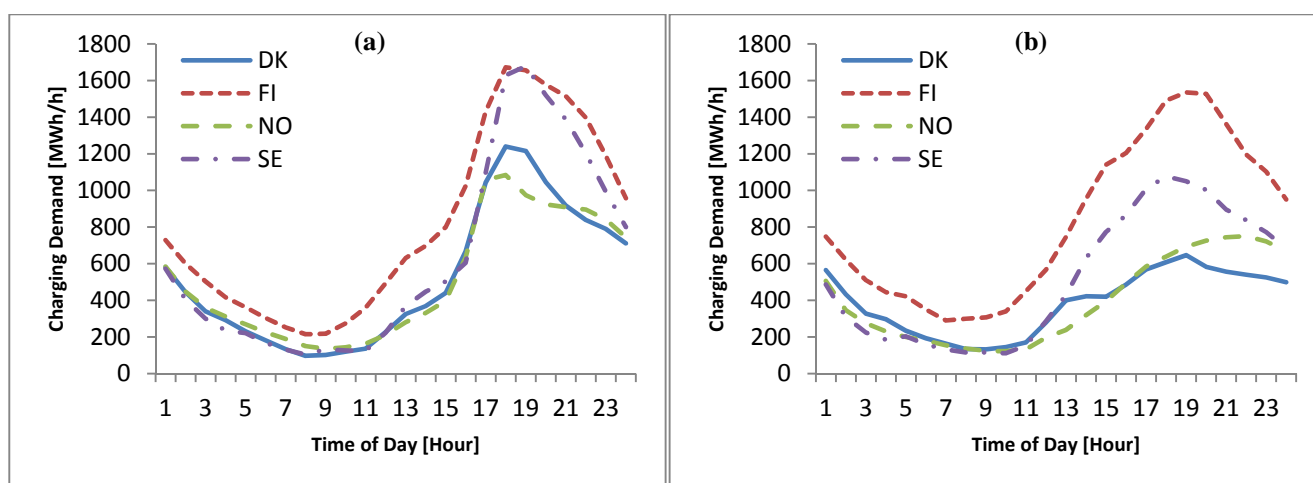 (a)
Charging Demand [MWh/h]
1800
1600
1400
1200
1000
800
600
400
200
0
DK
FI
NO
SE
1 3 5 7 9 11 13 15 17 19 21 23
Time of Day [Hour]
(b)
Charging Demand [MWh/h]
1800
1600
1400
1200
1000
800
600
400
200
0
DK
FI
NO
SE
1 3 5 7 9 11 13 15 17 19 21 23
Time of Day [Hour]